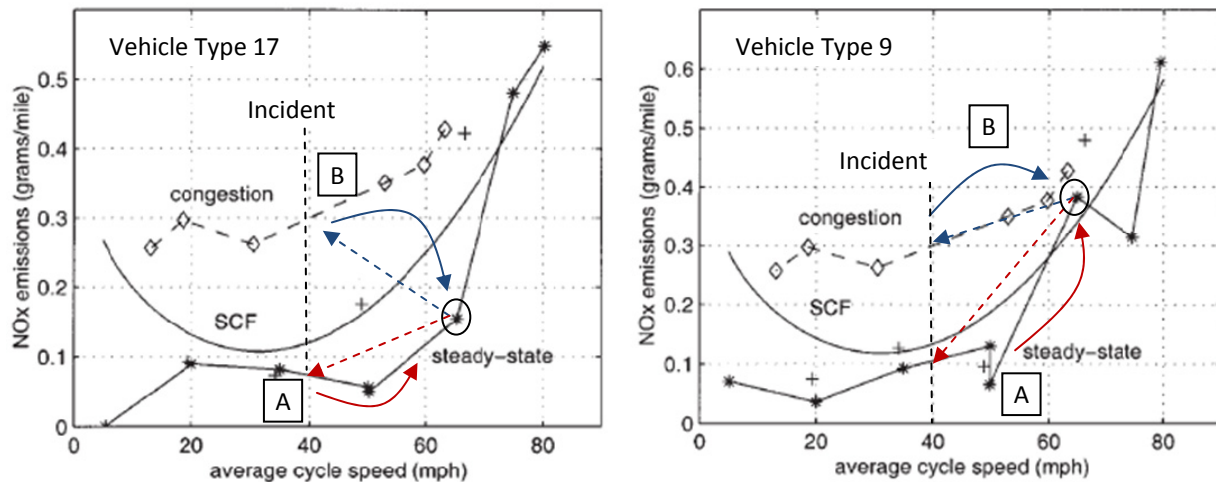 Vehicle Type 17
NOx emissions (grams/mile)
0.5
0.4
0.3
0.2
0.1
0
Incident
B
congestion
SCF
steady-state
A
0 20 40 60 80
average cycle speed (mph)
Vehicle Type 9
NOx emissions (grams/mile)
0.6
0.5
0.4
0.3
0.2
0.1
0
B
Incident
congestion
SCF
steady-state
A
0 20 40 60 80
average cycle speed (mph)